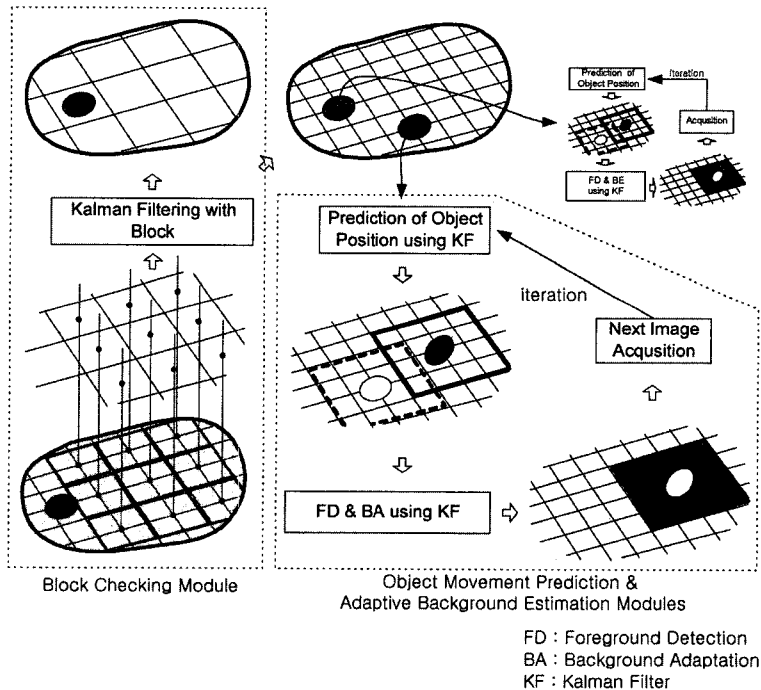 Prediction of
Object Position
iteration
Acqusition
FD & BE
using KF
Kalman Filtering with
Block
Prediction of Object
Position using KF
iteration
Next Image
Acqusition
FD & BA using KF
Block Checking Module
Object Movement Prediction &
Adaptive Background Estimation Modules
FD : Foreground Detection
BA : Background Adaptation
KF : Kalman Filter